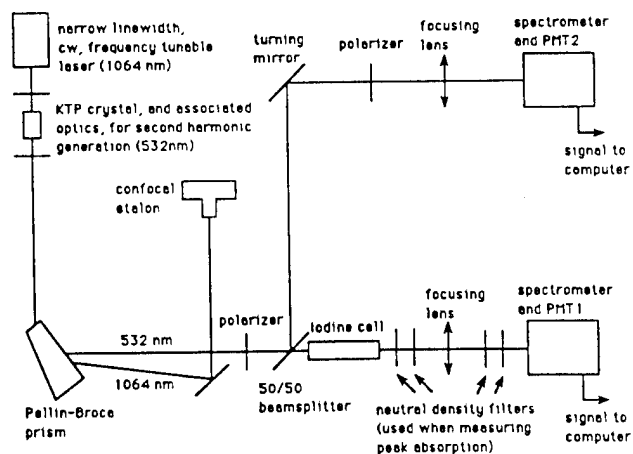 narrow linewidth,
cw, frequency tunable
laser (1064 nm)
KTP crystal, and associated
optics, for second harmonic
generation (532nm)
confocal
etalon
turning
mirror
polarizer
focusing
lens
spectrometer
and PMT2
signal to
computer
532 nm
1064 nm
Pellin-Broca
prism
polarizer
50/50
beamsplitter
Iodine cell
focusing
lens
spectrometer
and PMT1
neutral density filters
(used when measuring
peak absorption)
signal to
computer